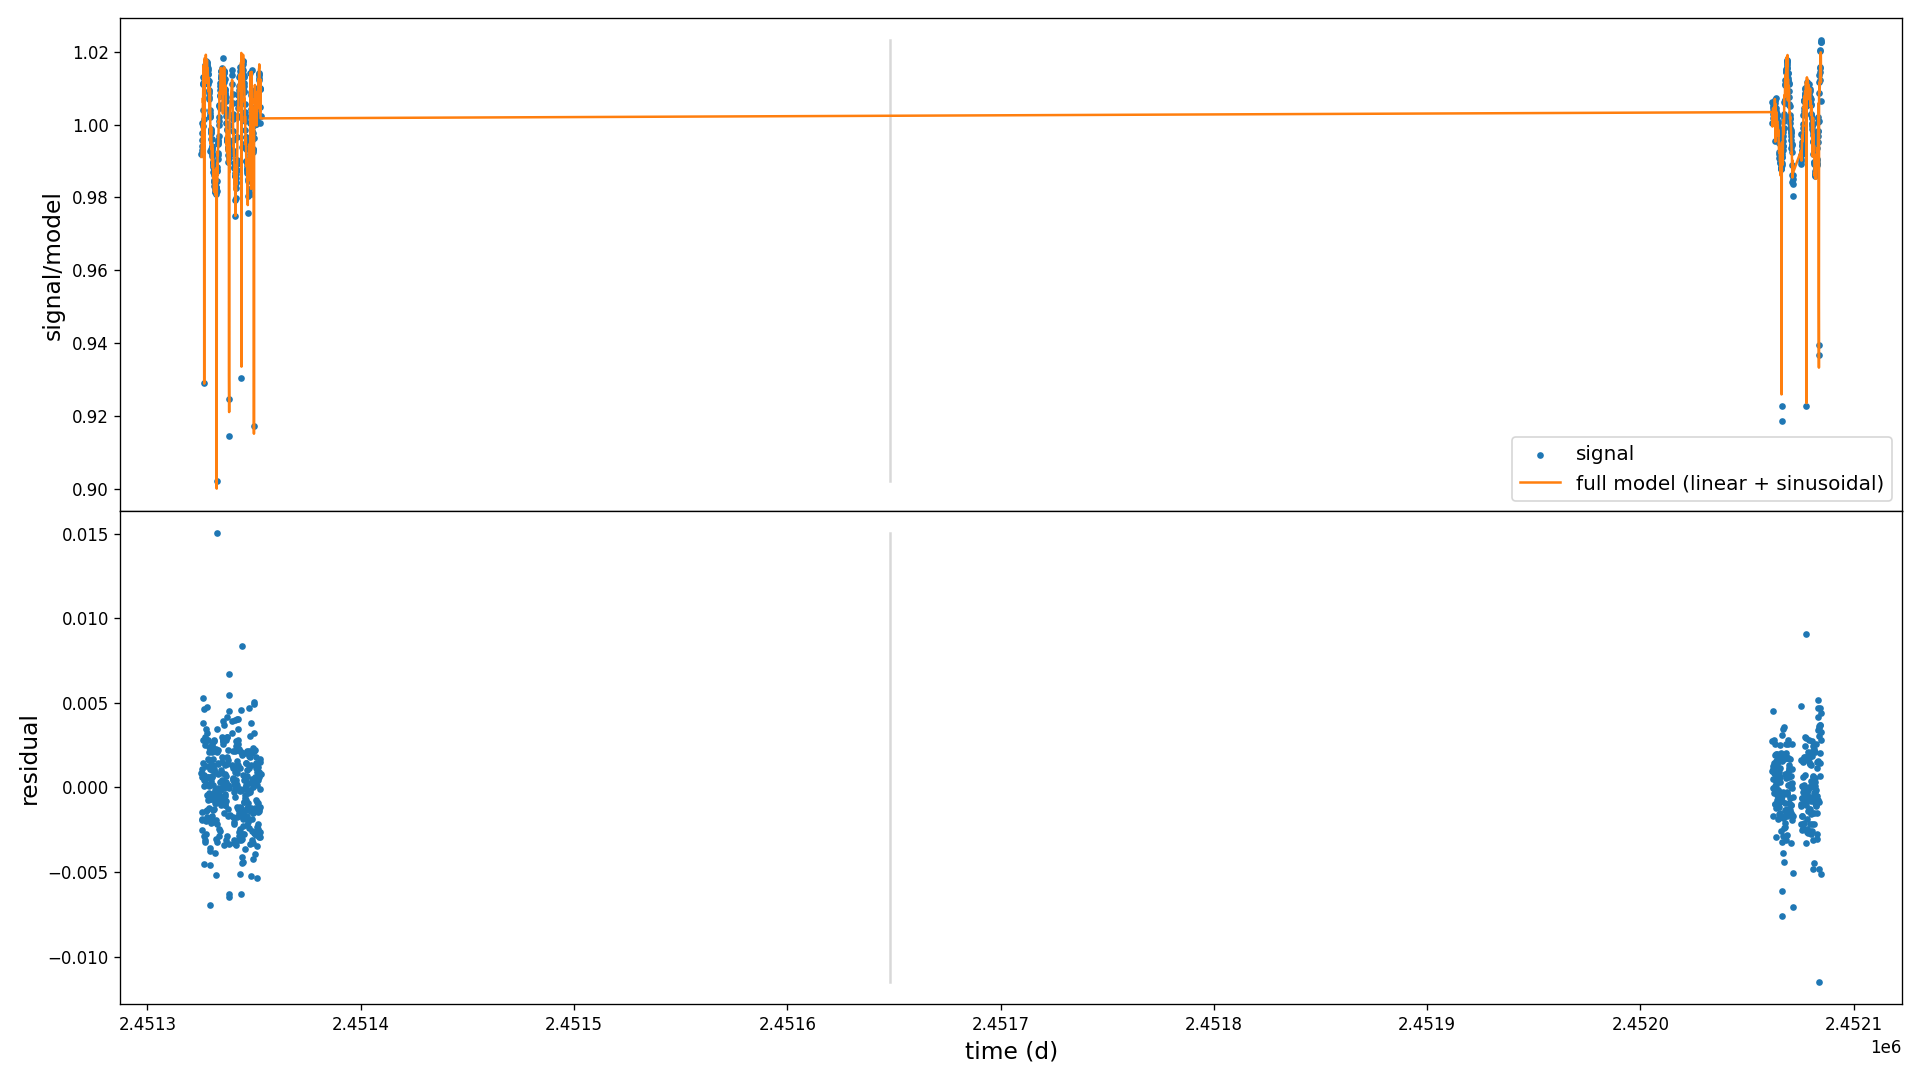 1.02
1.00
0.98
0.96
0.94
0.92
0.90
signal/model
signal
full model (linear + sinusoidal)
0.015
0.010
0.005
0.000
−0.005
−0.010
residual
2.4513 2.4514 2.4515 2.4516 2.4517 2.4518 2.4519 2.4520 2.4521
1e6
time (d)